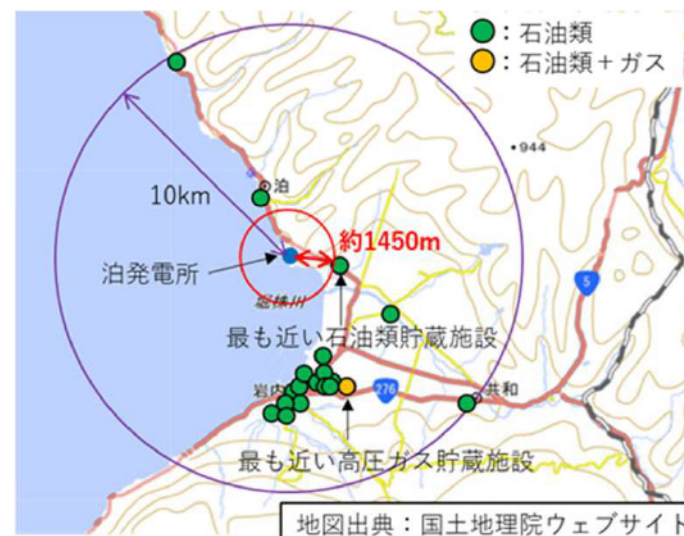 ●：石油類
●：石油類＋ガス
・944
泊
10km
約1450m
泊発電所
堀株川
5
最も近い石油類貯蔵施設
岩内
276
共和
最も近い高圧ガス貯蔵施設
地図出典：国土地理院ウェブサイト